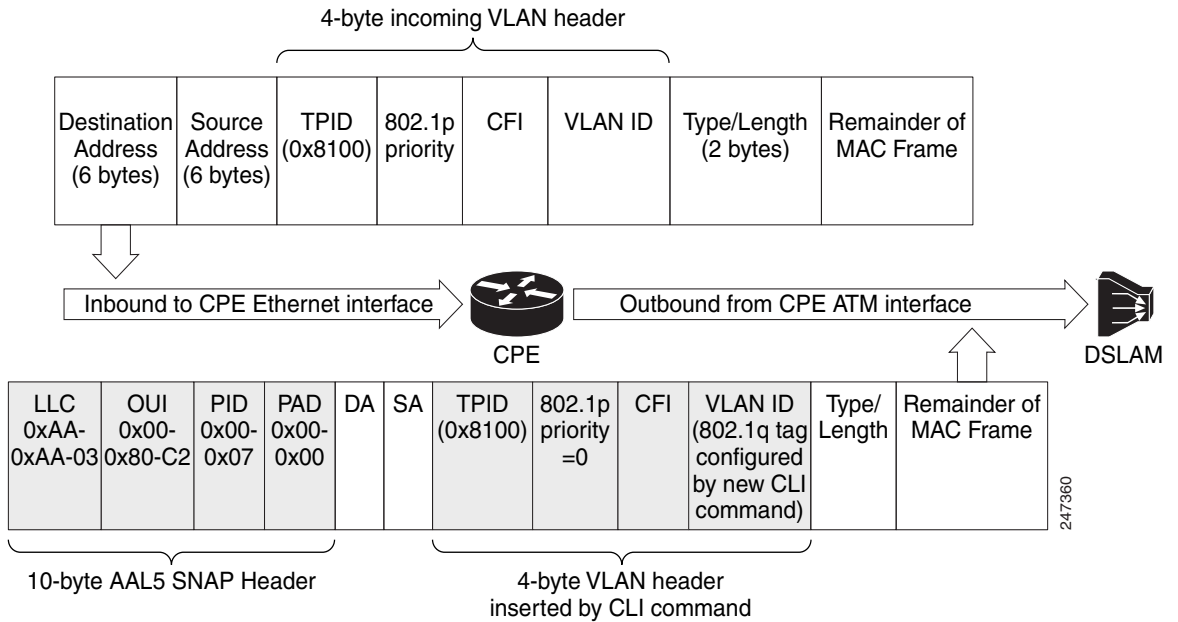 4-byte incoming VLAN header
Destination
Address
(6 bytes)
Source
Address
(6 bytes)
TPID
(0x8100)
802.1p
priority
CFI
VLAN ID
Type/Length
(2 bytes)
Remainder of
MAC Frame
Inbound to CPE Ethernet interface
Outbound from CPE ATM interface
CPE
DSLAM
LLC
0xAA-
0xAA-03
OUI
0x00-
0x80-C2
PID
0x00-
0x07
PAD
0x00-
0x00
DA
SA
TPID
(0x8100)
802.1p
priority
=0
CFI
VLAN ID
(802.1q tag
configured
by new CLI
command)
Type/
Length
Remainder of
MAC Frame
247360
10-byte AAL5 SNAP Header
4-byte VLAN header
inserted by CLI command